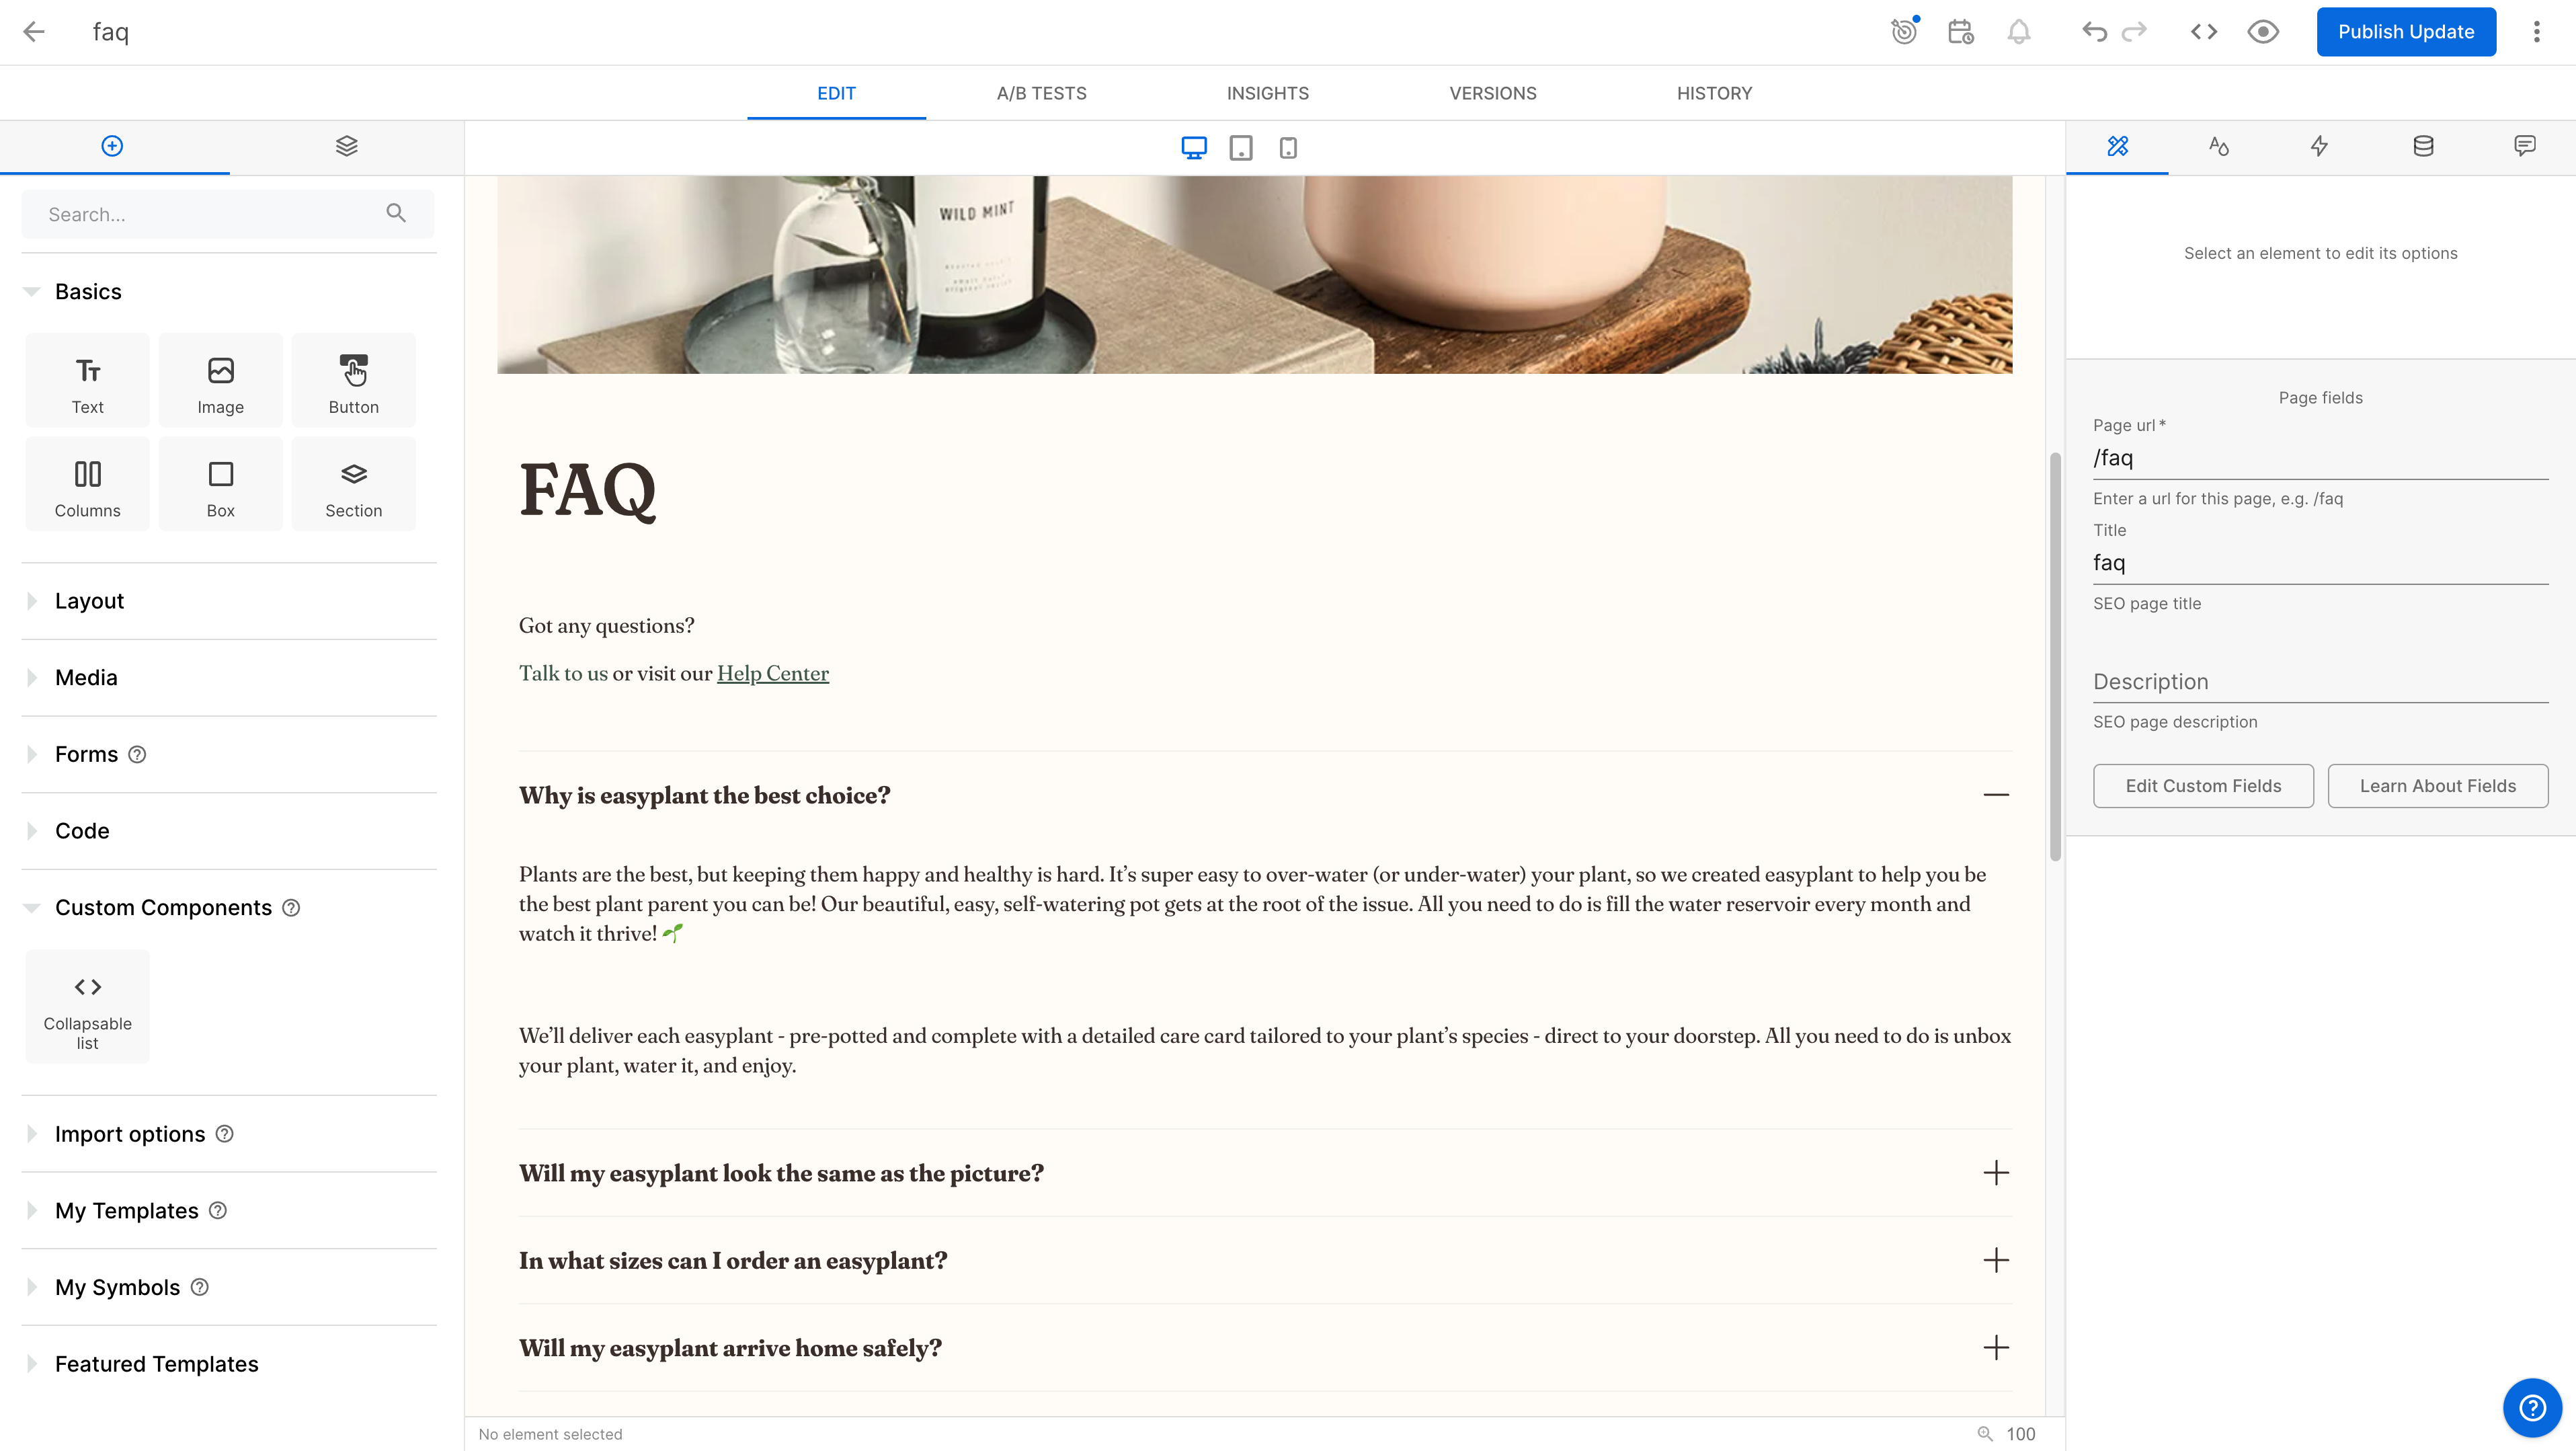 faq
Publish Update
EDIT
A/B TESTS
INSIGHTS
VERSIONS
HISTORY
Search...
Basics
Text
Image
Button
Columns
Box
Section
Layout
Media
Forms
Code
Custom Components
Collapsable
list
Import options
My Templates
My Symbols
Featured Templates
WILD MINT
FAQ
Got any questions?
Talk to us or visit our Help Center
Why is easyplant the best choice?
Plants are the best, but keeping them happy and healthy is hard. It’s super easy to over-water (or under-water) your plant, so we created easyplant to help you be
the best plant parent you can be! Our beautiful, easy, self-watering pot gets at the root of the issue. All you need to do is fill the water reservoir every month and
watch it thrive! 🌱
We’ll deliver each easyplant - pre-potted and complete with a detailed care card tailored to your plant’s species - direct to your doorstep. All you need to do is unbox
your plant, water it, and enjoy.
Will my easyplant look the same as the picture?
In what sizes can I order an easyplant?
Will my easyplant arrive home safely?
No element selected
100
Select an element to edit its options
Page fields
Page url *
/faq
Enter a url for this page, e.g. /faq
Title
faq
SEO page title
Description
SEO page description
Edit Custom Fields
Learn About Fields